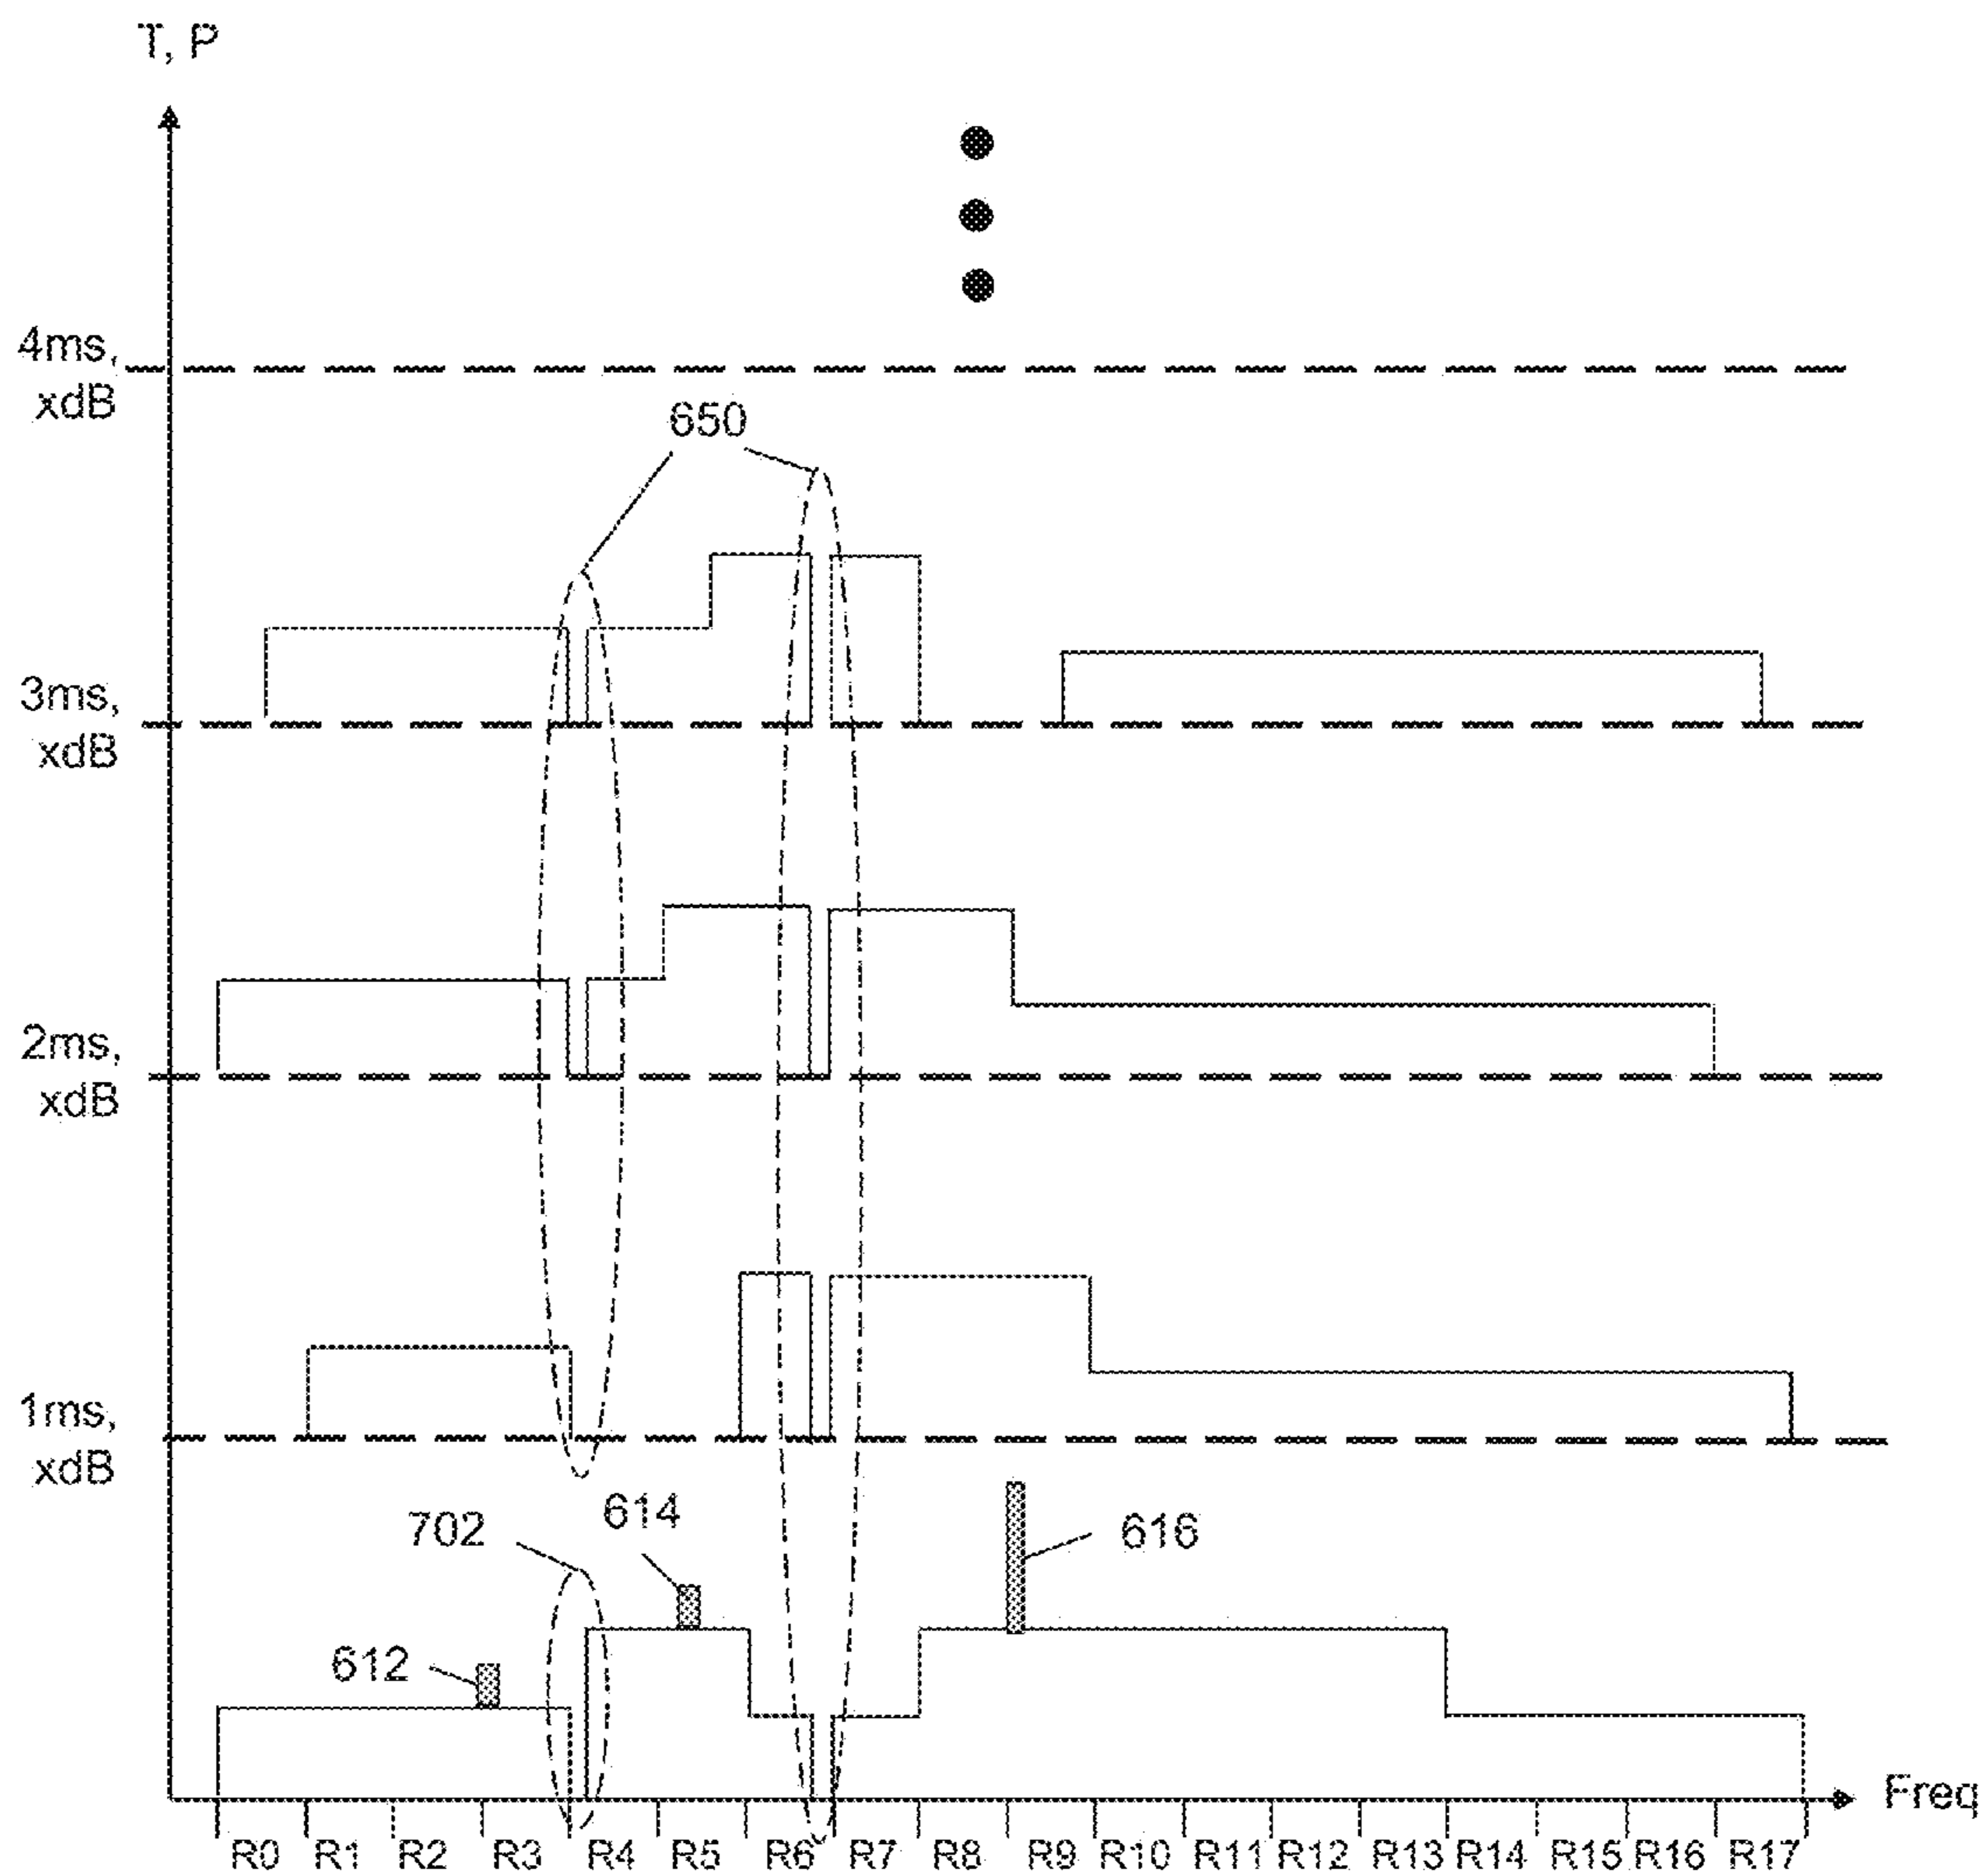 T, P
4ms,
xdB
650
3ms,
xdB
2ms,
xdB
1ms,
xdB
702
614
616
612
Freq
R0 R1 R2 R3 R4 R5 R6 R7 R8 R9 R10 R11 R12 R13 R14 R15 R16 R17